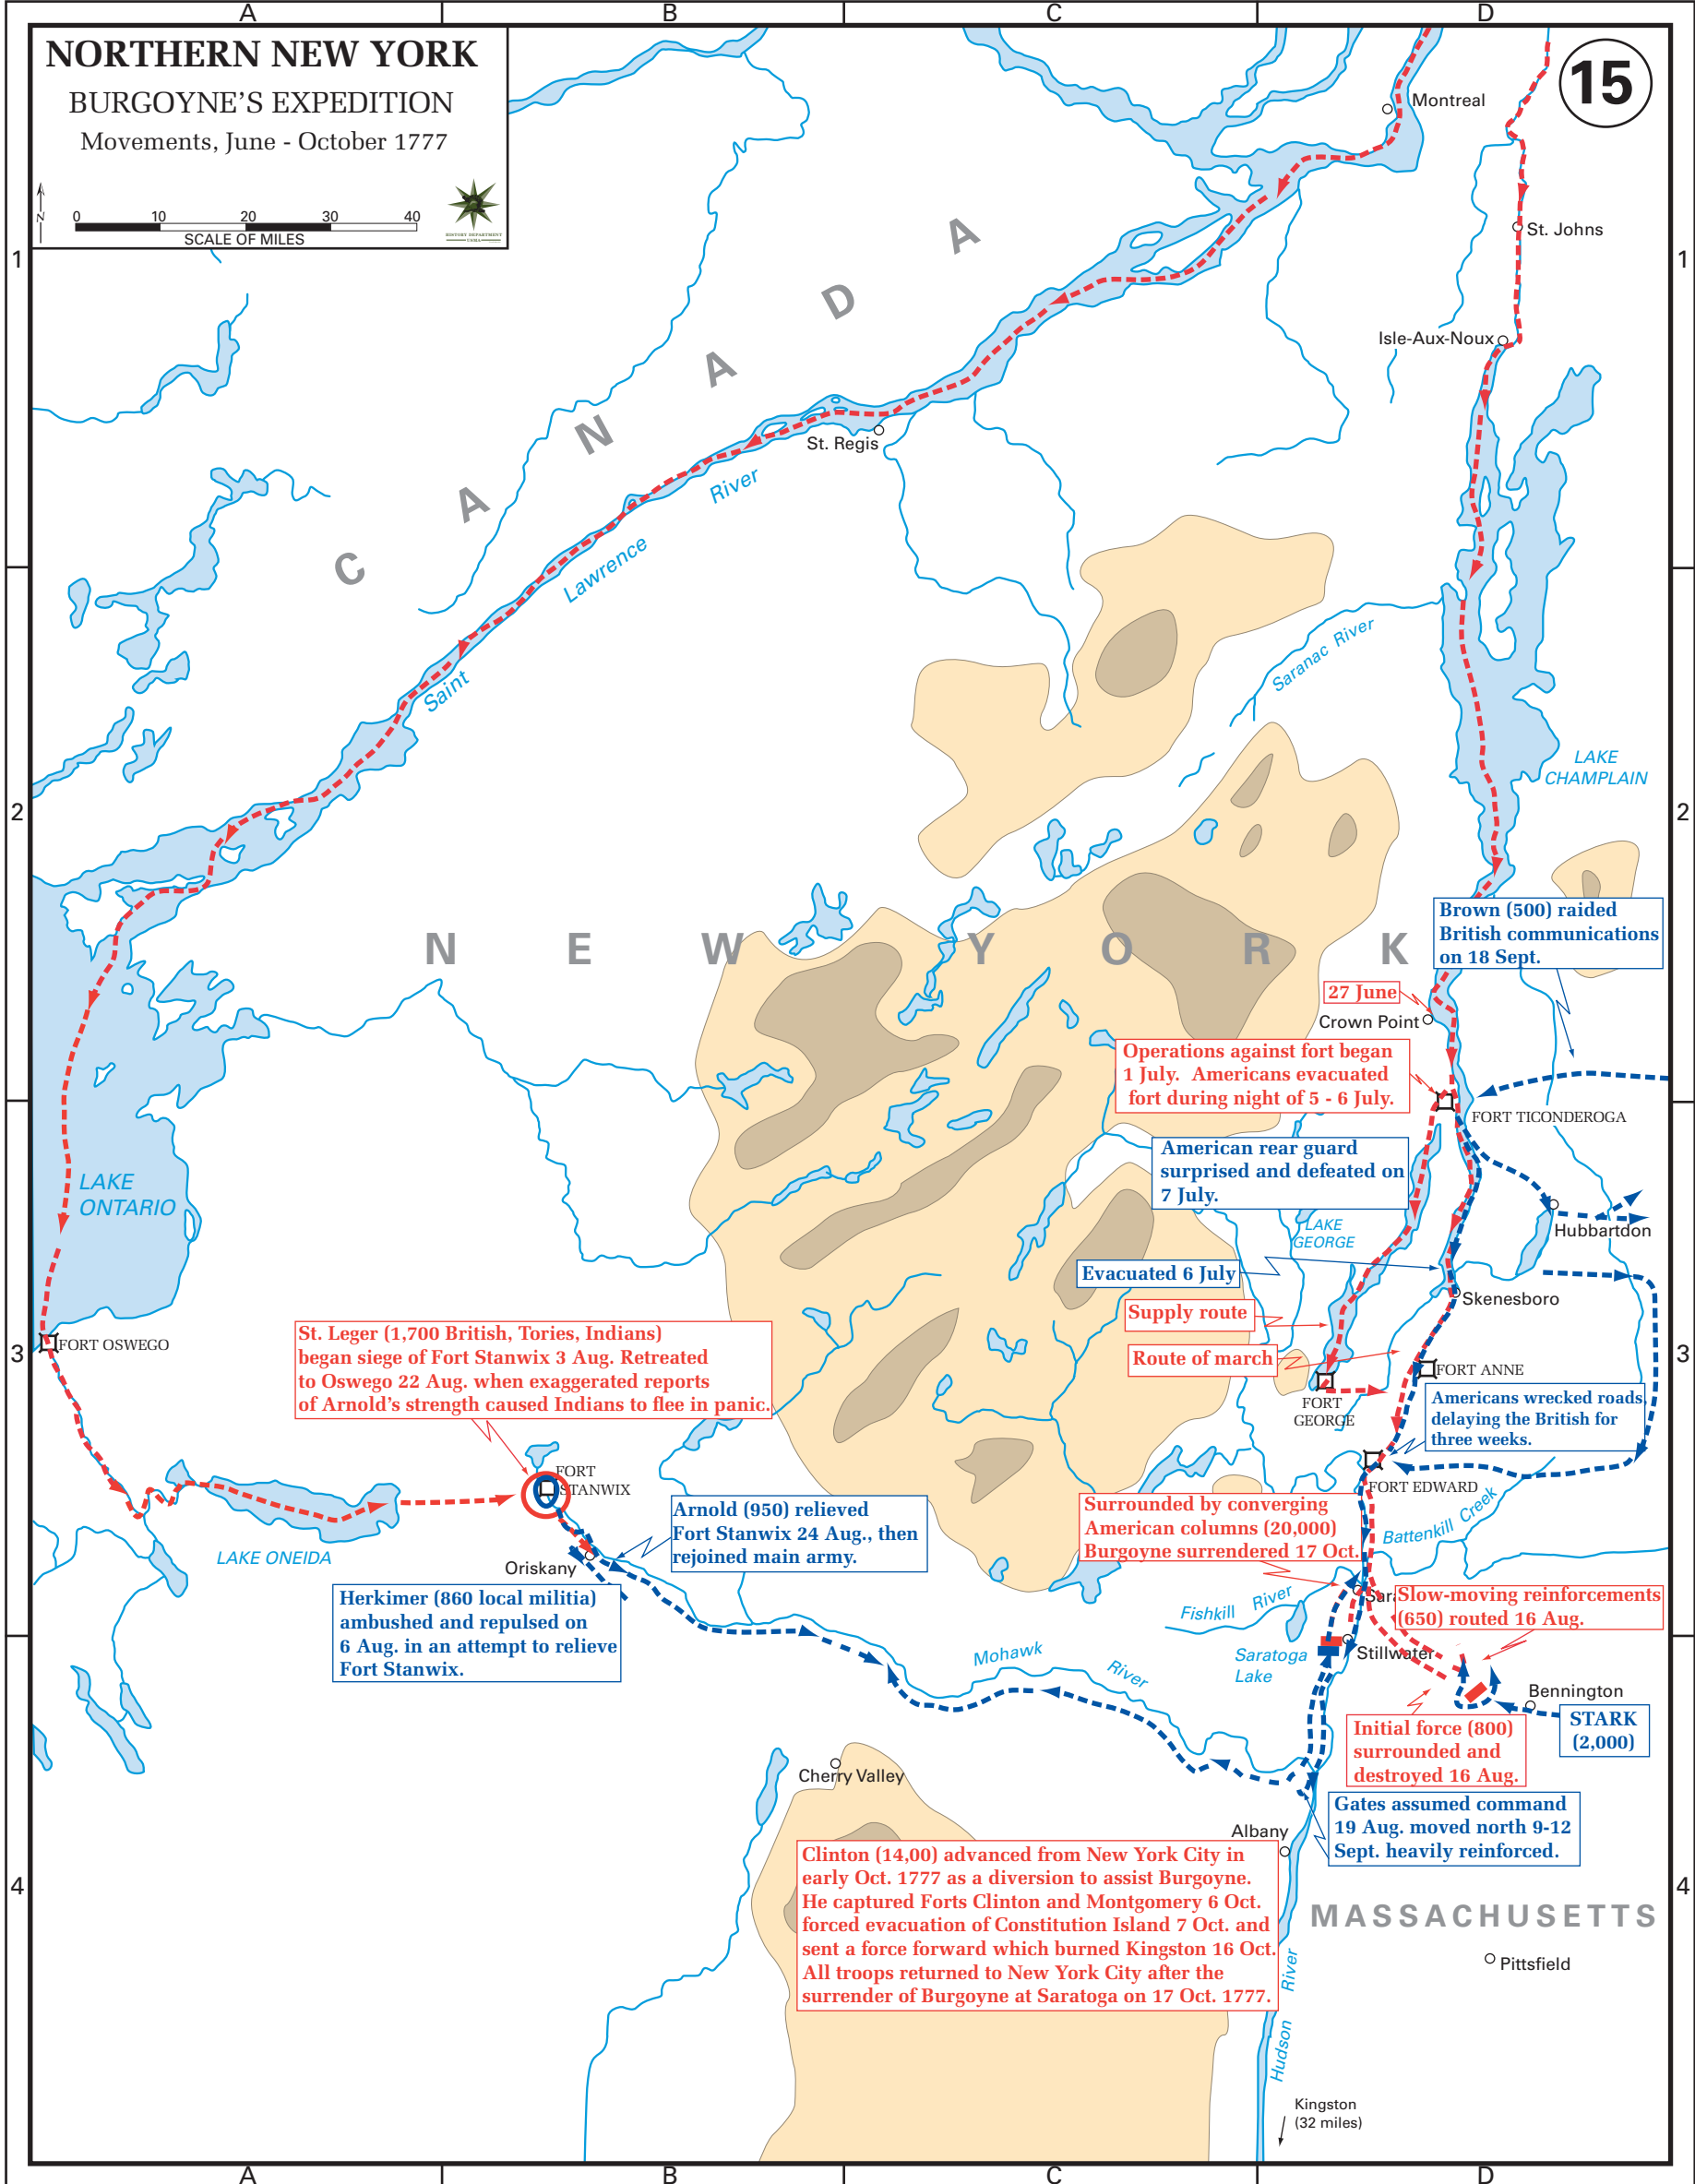 A B C D
NORTHERN NEW YORK
BURGOYNE'S EXPEDITION
Movements, June - October 1777
N
0 10 20 30 40
SCALE OF MILES
HISTORY DEPARTMENT
USMA
15
Montreal
1 1
St. Johns
Isle-Aux-Noux
C A N A D A
St. Regis
Saint Lawrence River
Saranac River
LAKE
CHAMPLAIN
2 2
N E W Y O R K
Brown (500) raided
British communications
on 18 Sept.
27 June
Crown Point
Operations against fort began
1 July. Americans evacuated
fort during night of 5 - 6 July.
FORT TICONDEROGA
American rear guard
surprised and defeated on
7 July.
LAKE
ONTARIO
LAKE
GEORGE
Hubbartdon
Evacuated 6 July
Skenesboro
Supply route
Route of march
3 3
FORT OSWEGO
St. Leger (1,700 British, Tories, Indians)
began siege of Fort Stanwix 3 Aug. Retreated
to Oswego 22 Aug. when exaggerated reports
of Arnold's strength caused Indians to flee in panic.
FORT ANNE
FORT
GEORGE
Americans wrecked roads,
delaying the British for
three weeks.
FORT
STANWIX
FORT EDWARD
Battenkill Creek
Arnold (950) relieved
Fort Stanwix 24 Aug., then
rejoined main army.
Surrounded by converging
American columns (20,000)
Burgoyne surrendered 17 Oct.
LAKE ONEIDA
Oriskany
Herkimer (860 local militia)
ambushed and repulsed on
6 Aug. in an attempt to relieve
Fort Stanwix.
Fishkill River
Slow-moving reinforcements
(650) routed 16 Aug.
Saratoga
Lake
Stillwater
Mohawk River
Bennington
STARK
(2,000)
Initial force (800)
surrounded and
destroyed 16 Aug.
Cherry Valley
Gates assumed command
19 Aug. moved north 9-12
Sept. heavily reinforced.
Albany
Clinton (14,00) advanced from New York City in
early Oct. 1777 as a diversion to assist Burgoyne.
He captured Forts Clinton and Montgomery 6 Oct.
forced evacuation of Constitution Island 7 Oct. and
sent a force forward which burned Kingston 16 Oct.
All troops returned to New York City after the
surrender of Burgoyne at Saratoga on 17 Oct. 1777.
4 4
MASSACHUSETTS
Pittsfield
Hudson River
Kingston
(32 miles)
A B C D